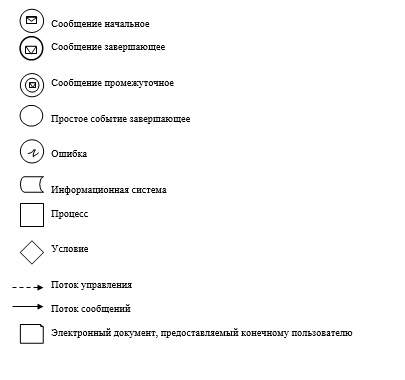 Сообщение начальное
Сообщение завершающее
Сообщение промежуточное
Простое событие завершающее
Ошибка
Информационная система
Процесс
Условие
Поток управления
Поток сообщений
Электронный документ, предоставляемый конечному пользователю